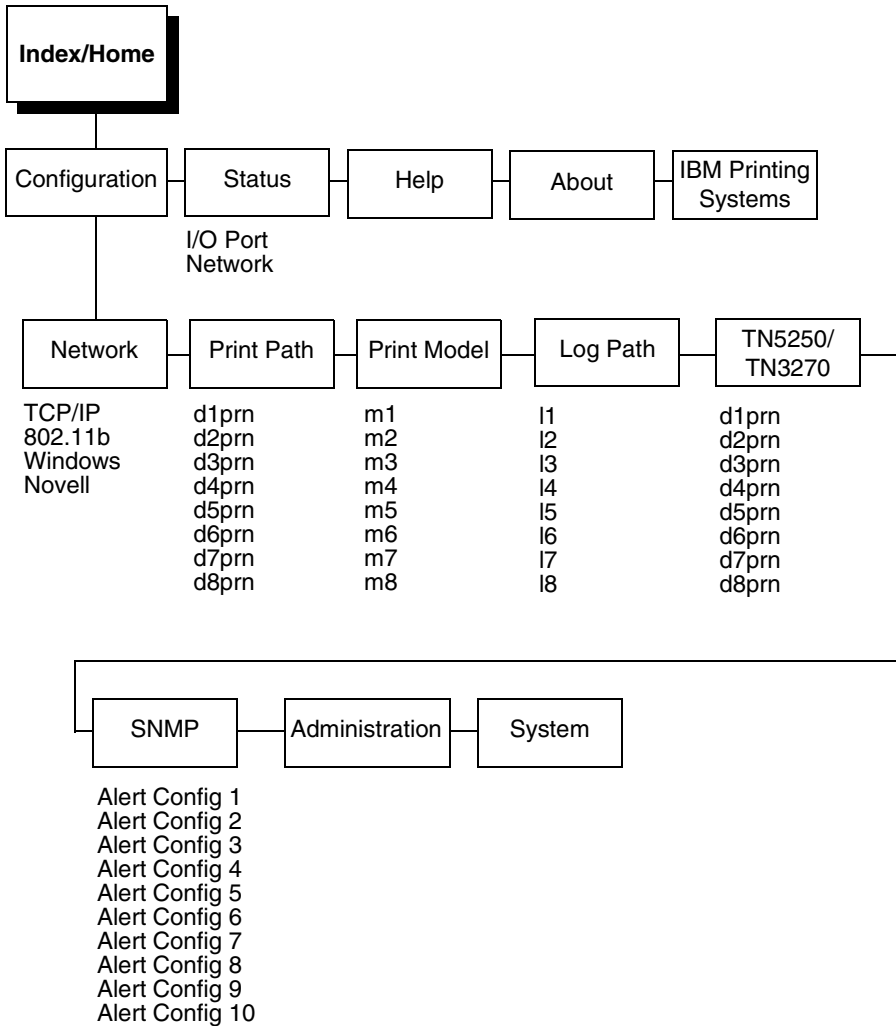 Index/Home
Configuration
Status
Help
About
IBM Printing
Systems
I/O Port
Network
Network
Print Path
Print Model
Log Path
TN5250/
TN3270
TCP/IP
802.11b
Windows
Novell
d1prn
d2prn
d3prn
d4prn
d5prn
d6prn
d7prn
d8prn
m1
m2
m3
m4
m5
m6
m7
m8
l1
l2
l3
l4
l5
l6
l7
l8
d1prn
d2prn
d3prn
d4prn
d5prn
d6prn
d7prn
d8prn
SNMP
Administration
System
Alert Config 1
Alert Config 2
Alert Config 3
Alert Config 4
Alert Config 5
Alert Config 6
Alert Config 7
Alert Config 8
Alert Config 9
Alert Config 10